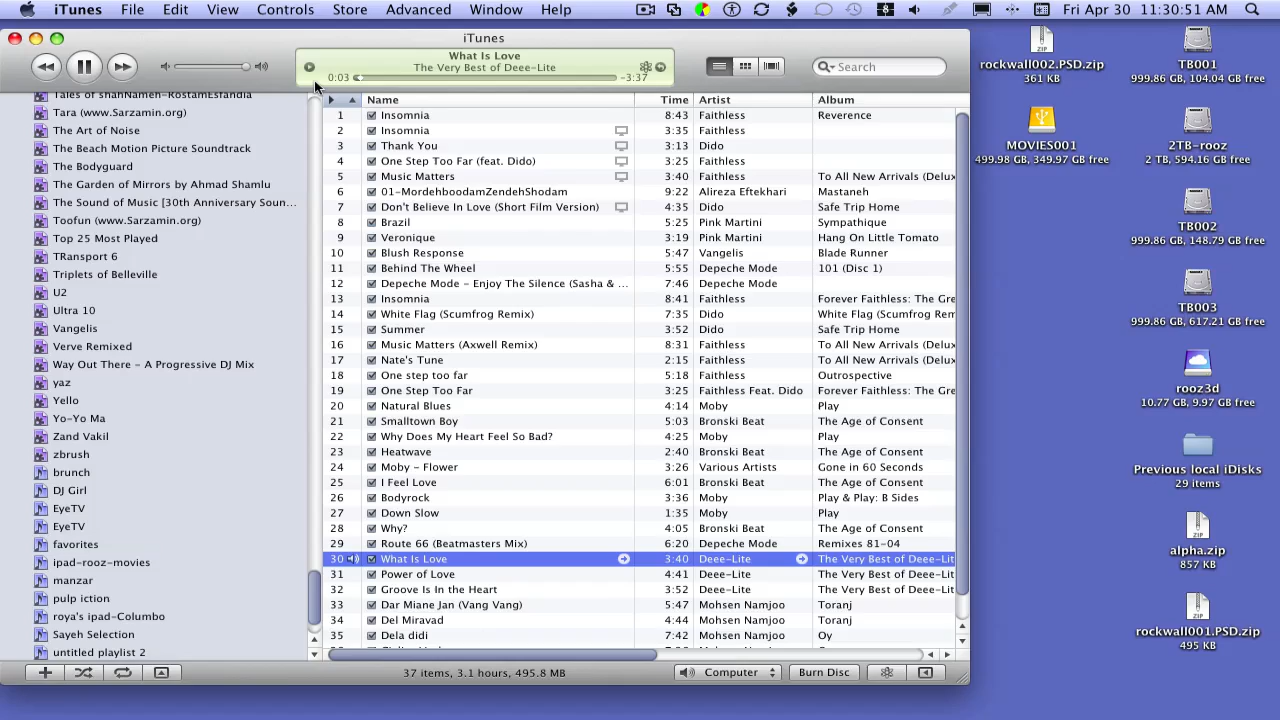 iTunes File Edit View Controls Store Advanced Window Help Fri Apr 30 11:30:51 AM
iTunes
What Is Love
The Very Best of Deee-Lite
0:03 -3:37
Search
Tales of shahNameh-RostamEsfandia
Tara (www.Sarzamin.org)
The Art of Noise
The Beach Motion Picture Soundtrack
The Bodyguard
The Garden of Mirrors by Ahmad Shamlu
The Sound of Music [30th Anniversary Soun...
Toofun (www.Sarzamin.org)
Top 25 Most Played
TRansport 6
Triplets of Belleville
U2
Ultra 10
Vangelis
Verve Remixed
Way Out There – A Progressive DJ Mix
yaz
Yello
Yo-Yo Ma
Zand Vakil
zbrush
brunch
DJ Girl
EyeTV
EyeTV
favorites
ipad-rooz-movies
manzar
pulp iction
roya's ipad-Columbo
Sayeh Selection
untitled playlist 2
Name Time Artist Album
1 Insomnia 8:43 Faithless Reverence
2 Insomnia 3:35 Faithless
3 Thank You 3:13 Dido
4 One Step Too Far (feat. Dido) 3:25 Faithless
5 Music Matters 3:40 Faithless To All New Arrivals (Delux
6 01-MordehboodamZendehShodam 9:22 Alireza Eftekhari Mastaneh
7 Don't Believe In Love (Short Film Version) 4:35 Dido Safe Trip Home
8 Brazil 5:25 Pink Martini Sympathique
9 Veronique 3:19 Pink Martini Hang On Little Tomato
10 Blush Response 5:47 Vangelis Blade Runner
11 Behind The Wheel 5:55 Depeche Mode 101 (Disc 1)
12 Depeche Mode – Enjoy The Silence (Sasha & ... 7:46 Depeche Mode
13 Insomnia 8:41 Faithless Forever Faithless: The Gre
14 White Flag (Scumfrog Remix) 7:35 Dido White Flag (Scumfrog Rem
15 Summer 3:52 Dido Safe Trip Home
16 Music Matters (Axwell Remix) 8:31 Faithless To All New Arrivals (Delux
17 Nate's Tune 2:15 Faithless To All New Arrivals (Delux
18 One step too far 5:18 Faithless Outrospective
19 One Step Too Far 3:25 Faithless Feat. Dido Forever Faithless: The Gre
20 Natural Blues 4:14 Moby Play
21 Smalltown Boy 5:03 Bronski Beat The Age of Consent
22 Why Does My Heart Feel So Bad? 4:25 Moby Play
23 Heatwave 2:40 Bronski Beat The Age of Consent
24 Moby – Flower 3:26 Various Artists Gone in 60 Seconds
25 I Feel Love 6:01 Bronski Beat The Age of Consent
26 Bodyrock 3:36 Moby Play & Play: B Sides
27 Down Slow 1:35 Moby Play
28 Why? 4:05 Bronski Beat The Age of Consent
29 Route 66 (Beatmasters Mix) 6:20 Depeche Mode Remixes 81-04
30 What Is Love 3:40 Deee-Lite The Very Best of Deee-Lit
31 Power of Love 4:41 Deee-Lite The Very Best of Deee-Lit
32 Groove Is In the Heart 3:52 Deee-Lite The Very Best of Deee-Lit
33 Dar Miane Jan (Vang Vang) 5:47 Mohsen Namjoo Toranj
34 Del Miravad 4:44 Mohsen Namjoo Toranj
35 Dela didi 7:42 Mohsen Namjoo Oy
37 items, 3.1 hours, 495.8 MB
Computer
Burn Disc
rockwall002.PSD.zip
361 KB
TB001
999.86 GB, 104.04 GB free
MOVIES001
499.98 GB, 349.97 GB free
2TB-rooz
2 TB, 594.16 GB free
TB002
999.86 GB, 148.79 GB free
TB003
999.86 GB, 617.21 GB free
rooz3d
10.77 GB, 9.97 GB free
Previous local iDisks
29 items
alpha.zip
857 KB
rockwall001.PSD.zip
495 KB